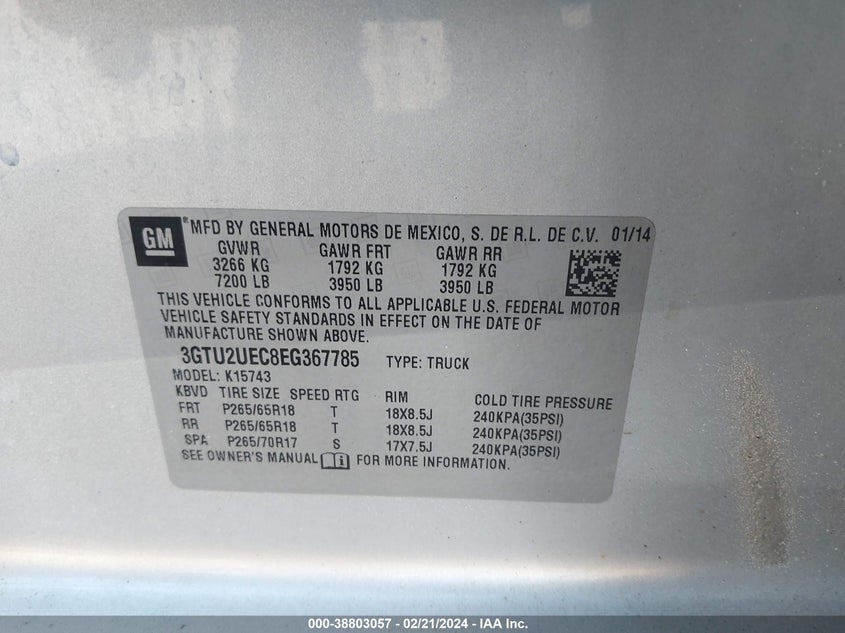 GM
MFD BY GENERAL MOTORS DE MEXICO, S. DE R.L. DE C.V. 01/14
GVWR GAWR FRT GAWR RR
3266 KG 1792 KG 1792 KG
7200 LB 3950 LB 3950 LB
THIS VEHICLE CONFORMS TO ALL APPLICABLE U.S. FEDERAL MOTOR
VEHICLE SAFETY STANDARDS IN EFFECT ON THE DATE OF
MANUFACTURE SHOWN ABOVE.
3GTU2UEC8EG367785 TYPE: TRUCK
MODEL: K15743
KBVD TIRE SIZE SPEED RTG RIM COLD TIRE PRESSURE
FRT P265/65R18 T 18X8.5J 240KPA(35PSI)
RR P265/65R18 T 18X8.5J 240KPA(35PSI)
SPA P265/70R17 S 17X7.5J 240KPA(35PSI)
SEE OWNER'S MANUAL FOR MORE INFORMATION.
000-38803057 - 02/21/2024 - IAA Inc.